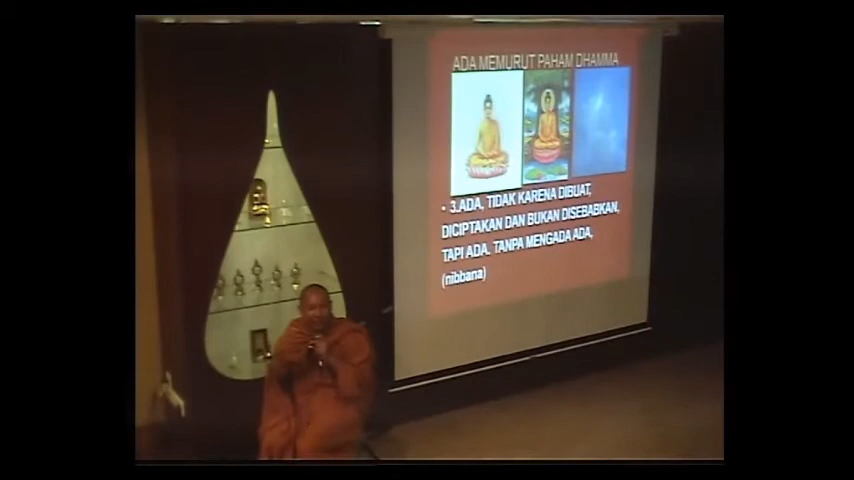 ADA MEMURUT PAHAM DHAMMA
• 3.ADA, TIDAK KARENA DIBUAT,
DICIPTAKAN DAN BUKAN DISEBABKAN,
TAPI ADA. TANPA MENGADA ADA,
(nibbana)